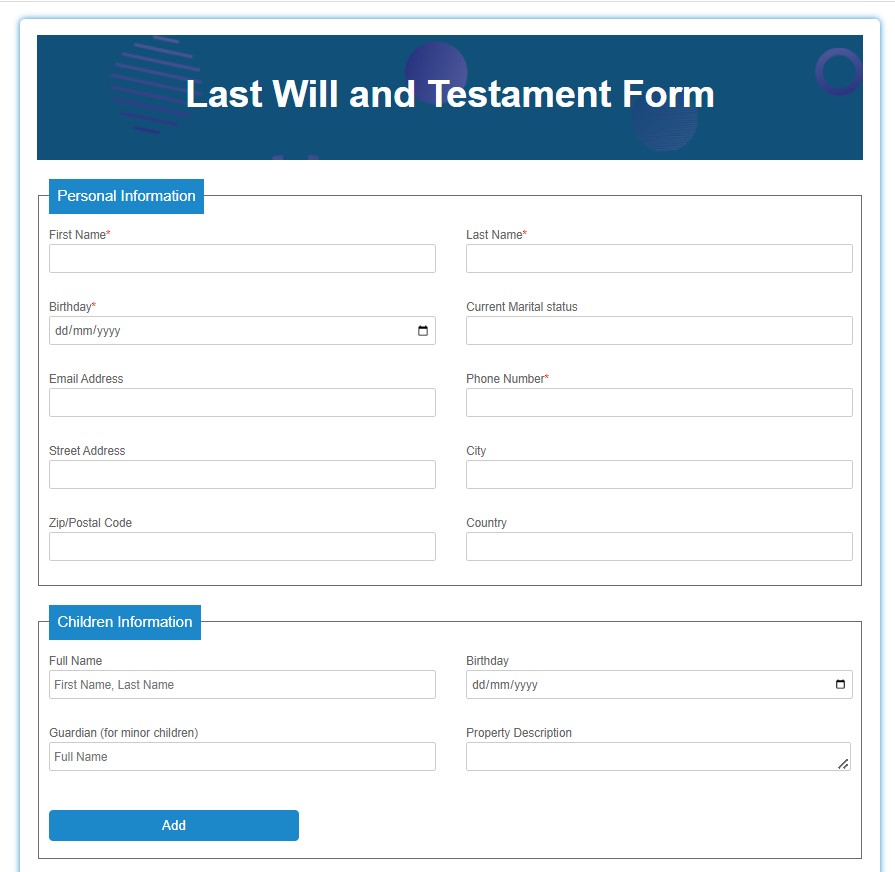 Last Will and Testament Form
Personal Information
First Name*
Last Name*
Birthday*
Current Marital status
dd/mm/yyyy
Email Address
Phone Number*
Street Address
City
Zip/Postal Code
Country
Children Information
Full Name
Birthday
First Name, Last Name
dd/mm/yyyy
Guardian (for minor children)
Property Description
Full Name
Add